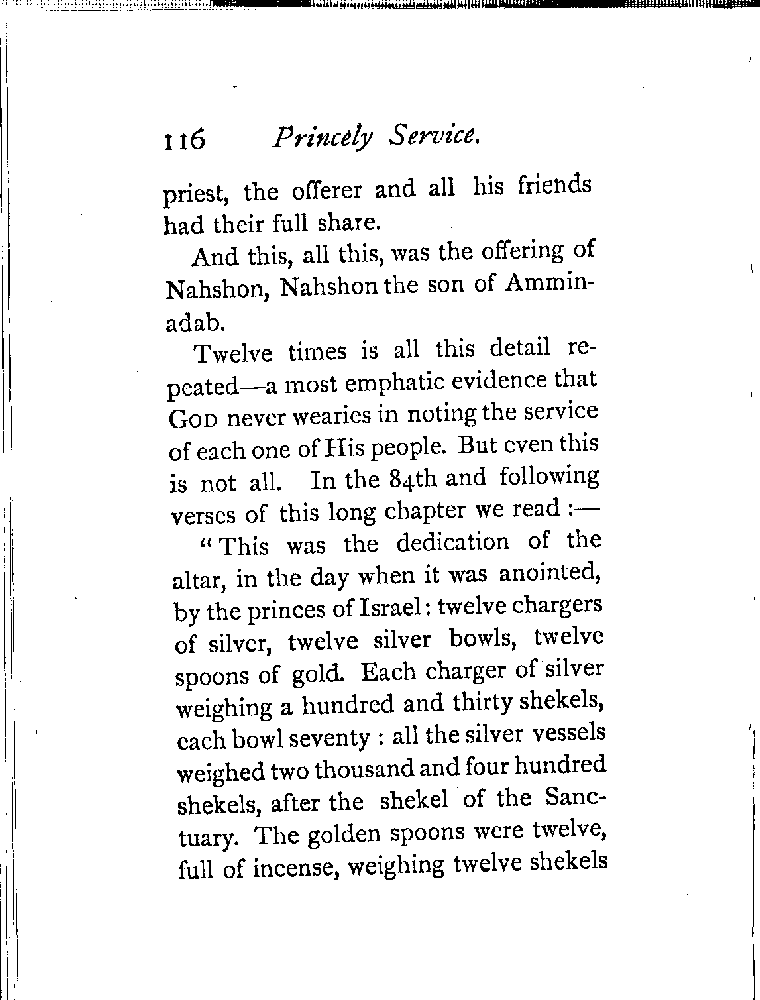 116 Princely Service.
priest, the offerer and all his friends
had their full share.
And this, all this, was the offering of
Nahshon, Nahshon the son of Ammin-
adab.
Twelve times is all this detail re-
peated—a most emphatic evidence that
GOD never wearies in noting the service
of each one of His people. But even this
is not all. In the 84th and following
verses of this long chapter we read :—
“This was the dedication of the
altar, in the day when it was anointed,
by the princes of Israel: twelve chargers
of silver, twelve silver bowls, twelve
spoons of gold. Each charger of silver
weighing a hundred and thirty shekels,
each bowl seventy : all the silver vessels
weighed two thousand and four hundred
shekels, after the shekel of the Sanc-
tuary. The golden spoons were twelve,
full of incense, weighing twelve shekels